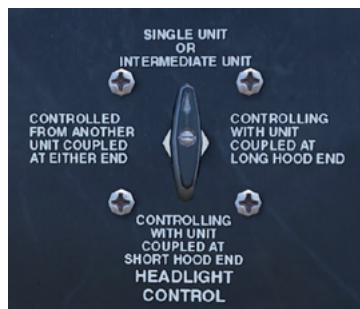 SINGLE UNIT
OR
INTERMEDIATE UNIT
CONTROLLED
FROM ANOTHER
UNIT COUPLED
AT EITHER END
CONTROLLING
WITH UNIT
COUPLED AT
LONG HOOD END
CONTROLLING
WITH UNIT
COUPLED AT
SHORT HOOD END
HEADLIGHT
CONTROL